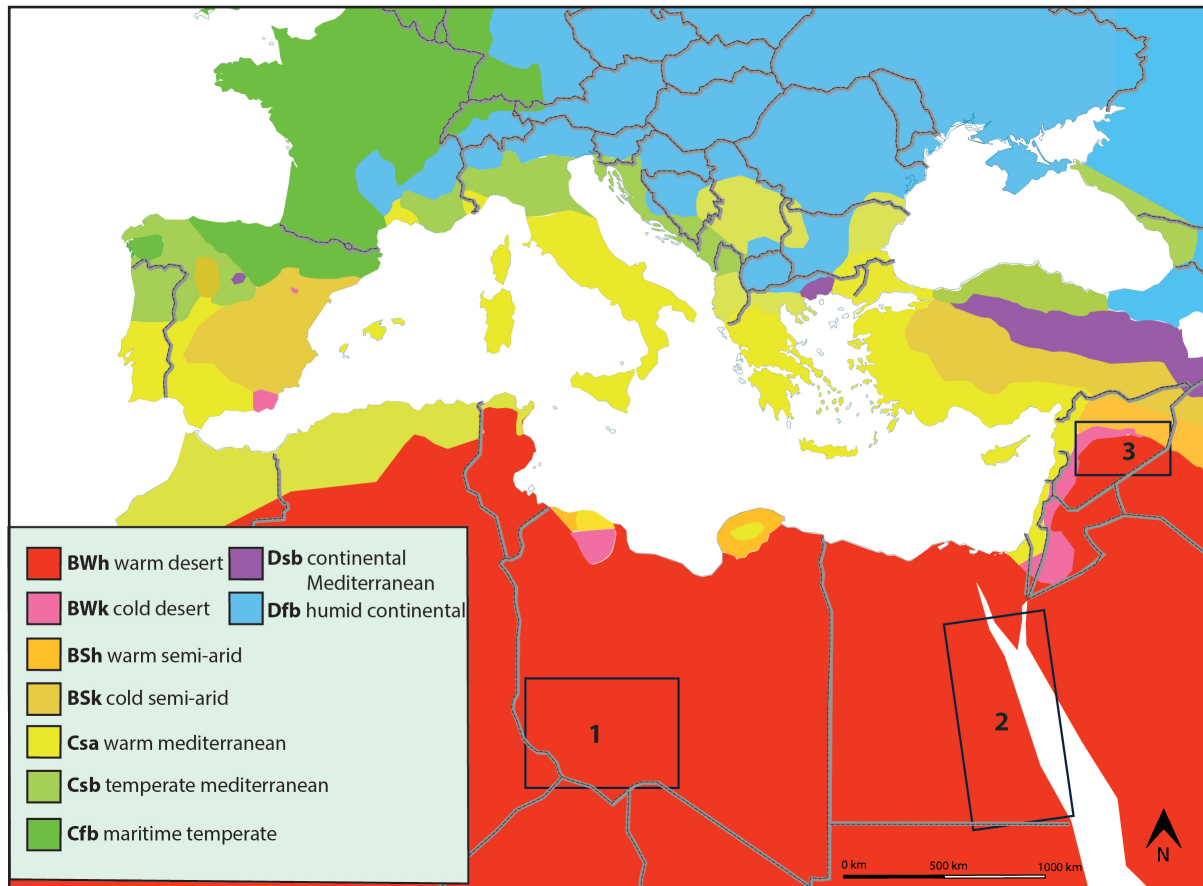 3
2
1
BWh warm desert
BWk cold desert
BSh warm semi-arid
BSk cold semi-arid
Csa warm mediterranean
Csb temperate mediterranean
Cfb maritime temperate
Dsb continental
Mediterranean
Dfb humid continental
N
0 km 500 km 1000 km